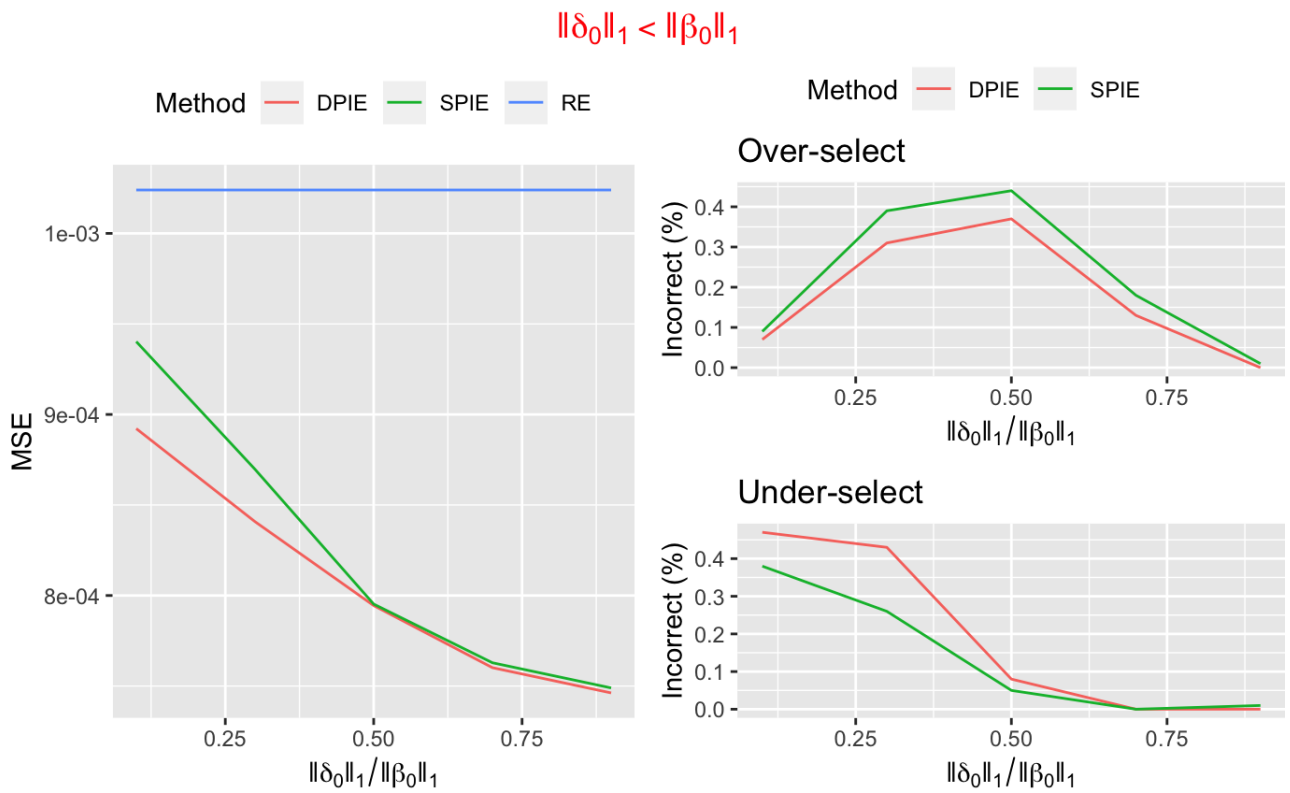 ‖δ₀‖₁ < ‖β₀‖₁
Method DPIE SPIE RE
MSE
1e-03
9e-04
8e-04
0.25 0.50 0.75
‖δ₀‖₁/‖β₀‖₁
Method DPIE SPIE
Over-select
Incorrect (%)
0.4
0.3
0.2
0.1
0.0
0.25 0.50 0.75
‖δ₀‖₁/‖β₀‖₁
Under-select
Incorrect (%)
0.4
0.3
0.2
0.1
0.0
0.25 0.50 0.75
‖δ₀‖₁/‖β₀‖₁